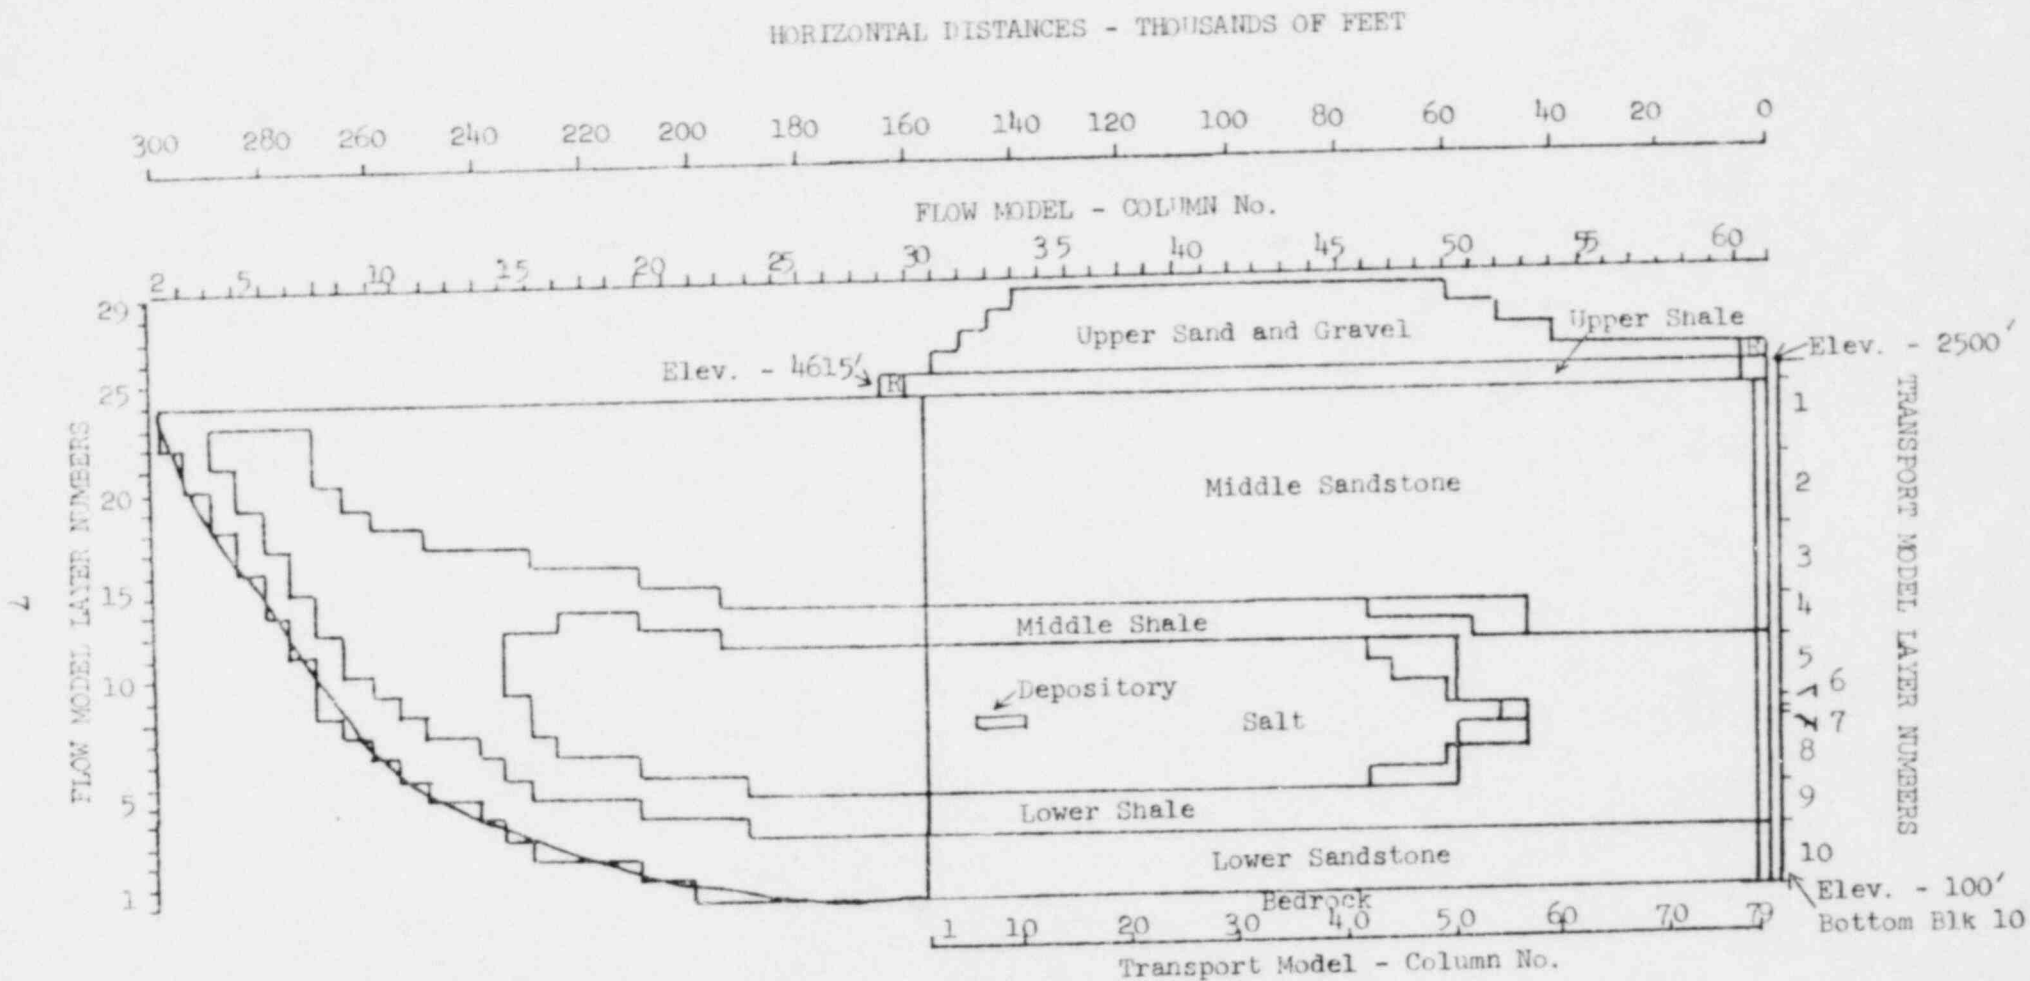 HORIZONTAL DISTANCES - THOUSANDS OF FEET
300 280 260 240 220 200 180 160 140 120 100 80 60 40 20 0
FLOW MODEL - COLUMN No.
2 5 10 15 20 25 30 35 40 45 50 55 60
29
25
20
15
10
5
1
FLOW MODEL LAYER NUMBERS
Upper Sand and Gravel
Upper Shale
Elev. - 4615'
R
R
Elev. - 2500'
Middle Sandstone
Middle Shale
Depository
Salt
Lower Shale
Lower Sandstone
Bedrock
1
2
3
4
5
6
7
8
9
10
TRANSPORT MODEL LAYER NUMBERS
Elev. - 100'
Bottom Blk 10
1 10 20 30 40 50 60 70 79
Transport Model - Column No.
7